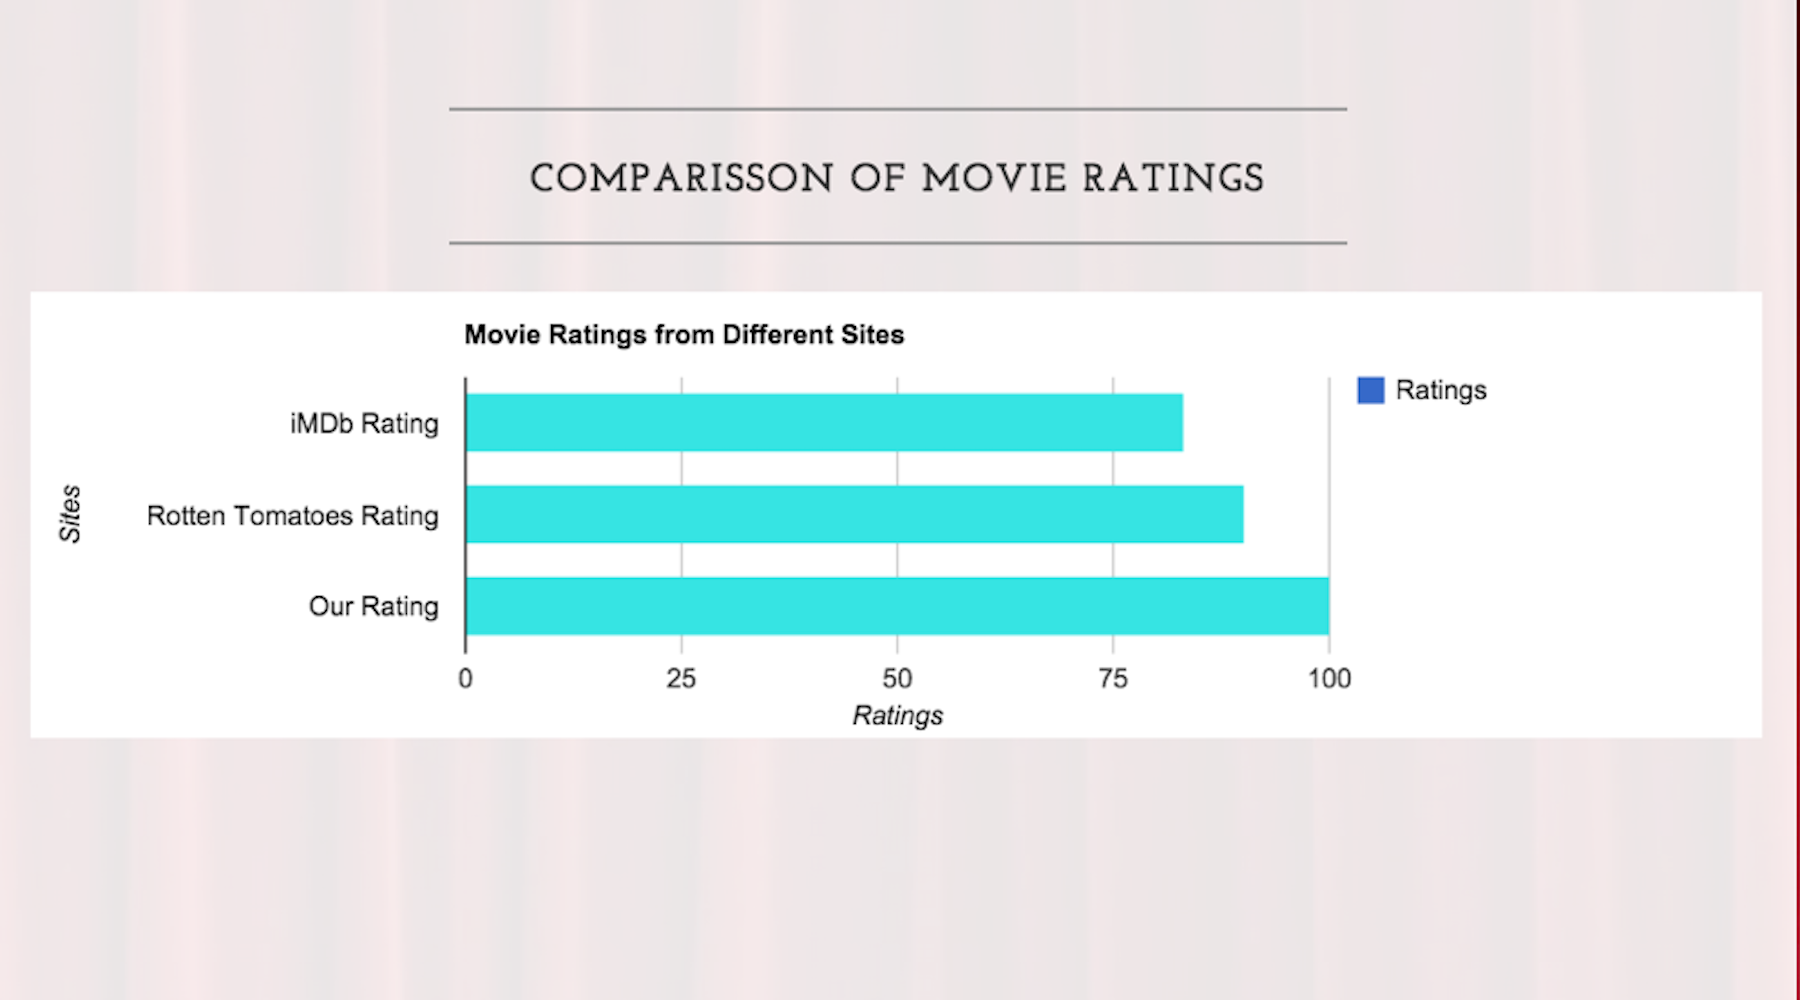 COMPARISSON OF MOVIE RATINGS
Movie Ratings from Different Sites
Ratings
iMDb Rating
Rotten Tomatoes Rating
Our Rating
Sites
0 25 50 75 100
Ratings